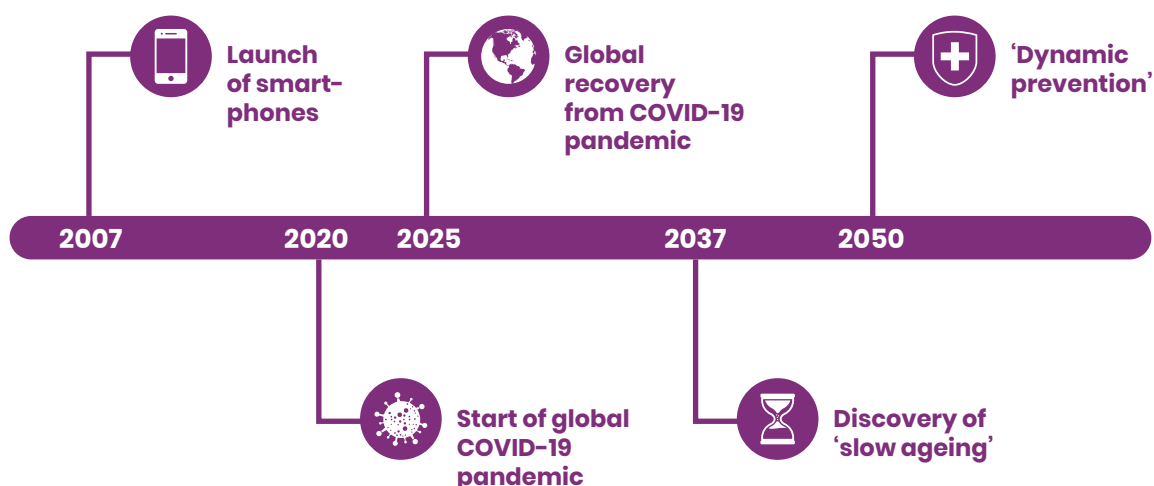 Launch
of smart-
phones
Global
recovery
from COVID-19
pandemic
‘Dynamic
prevention’
2007
2020
2025
2037
2050
Start of global
COVID-19
pandemic
Discovery of
‘slow ageing’